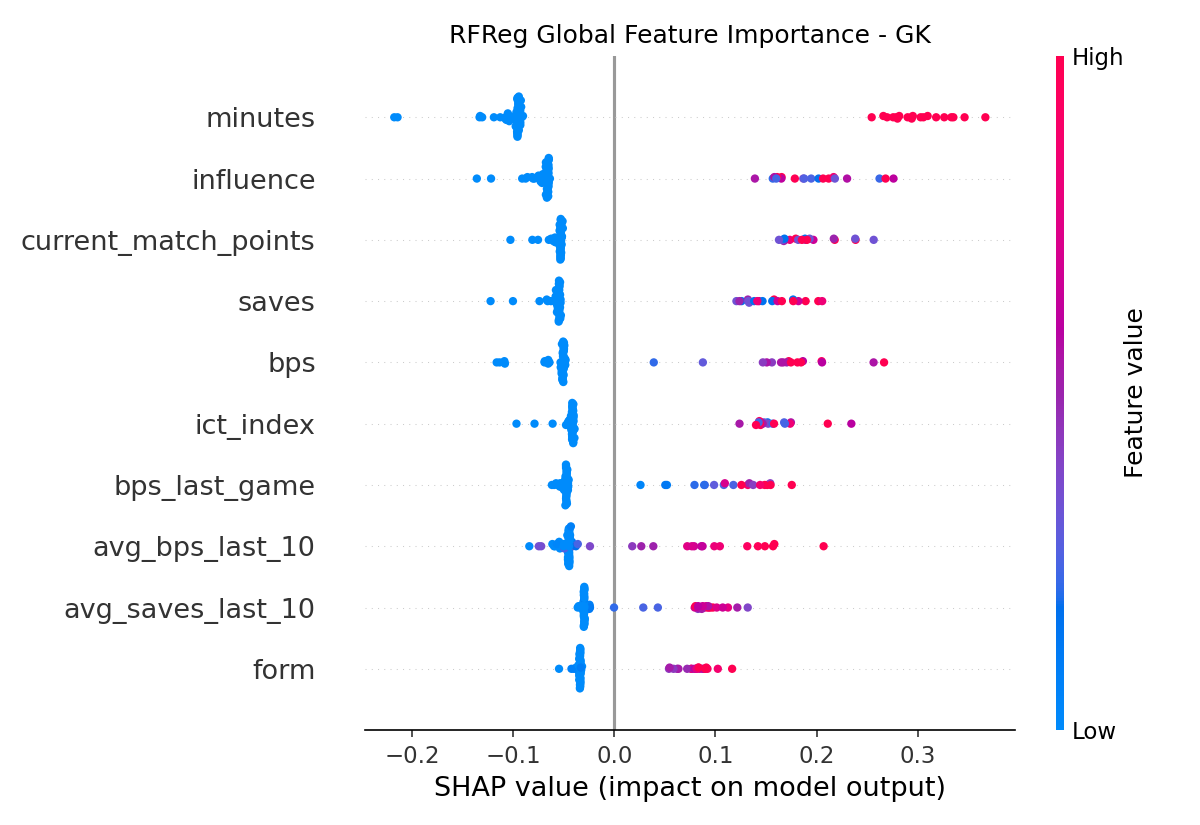 RFReg Global Feature Importance - GK
High
minutes
influence
current_match_points
saves
bps
ict_index
bps_last_game
avg_bps_last_10
avg_saves_last_10
form
Feature value
Low
−0.2 −0.1 0.0 0.1 0.2 0.3
SHAP value (impact on model output)